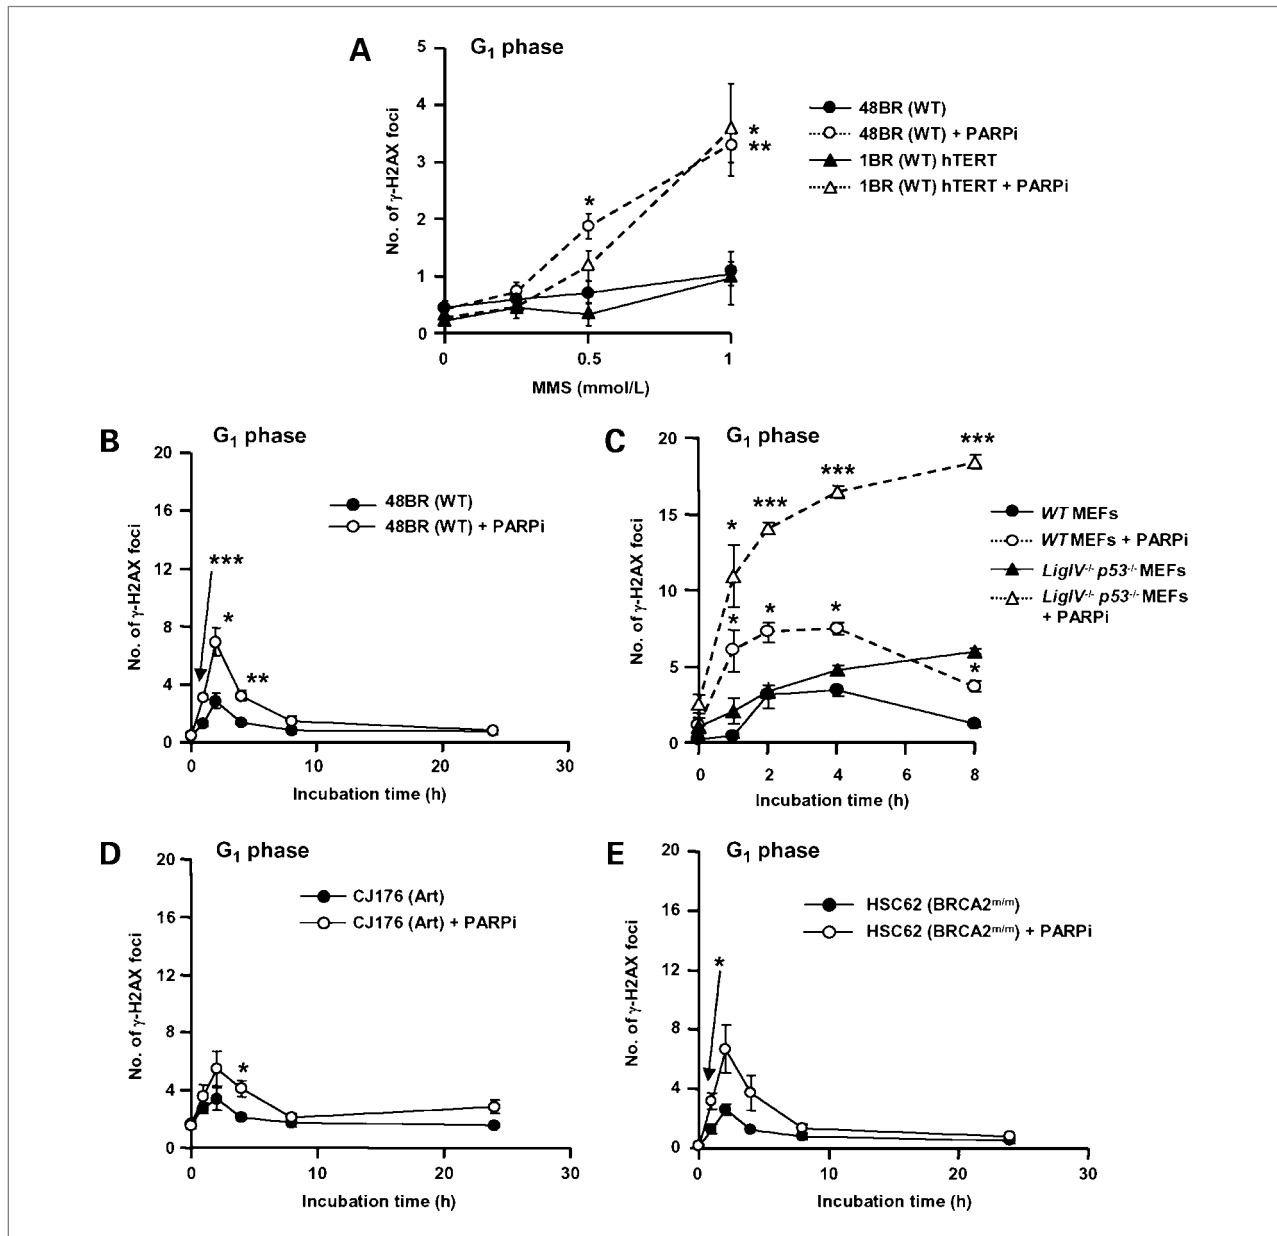 A
G1 phase
5
4
3
2
1
0
No. of γ-H2AX foci
*
*
**
0
0.5
1
MMS (mmol/L)
48BR (WT)
48BR (WT) + PARPi
1BR (WT) hTERT
1BR (WT) hTERT + PARPi
B
G1 phase
20
16
12
8
4
0
No. of γ-H2AX foci
48BR (WT)
48BR (WT) + PARPi
***
*
**
0
10
20
30
Incubation time (h)
C
G1 phase
20
15
10
5
0
No. of γ-H2AX foci
***
***
***
*
*
*
*
*
0
2
4
6
8
Incubation time (h)
WT MEFs
WT MEFs + PARPi
LigIV-/- p53-/- MEFs
LigIV-/- p53-/- MEFs
+ PARPi
D
G1 phase
20
16
12
8
4
0
No. of γ-H2AX foci
CJ176 (Art)
CJ176 (Art) + PARPi
*
0
10
20
30
Incubation time (h)
E
G1 phase
20
16
12
8
4
0
No. of γ-H2AX foci
HSC62 (BRCA2m/m)
HSC62 (BRCA2m/m) + PARPi
*
0
10
20
30
Incubation time (h)